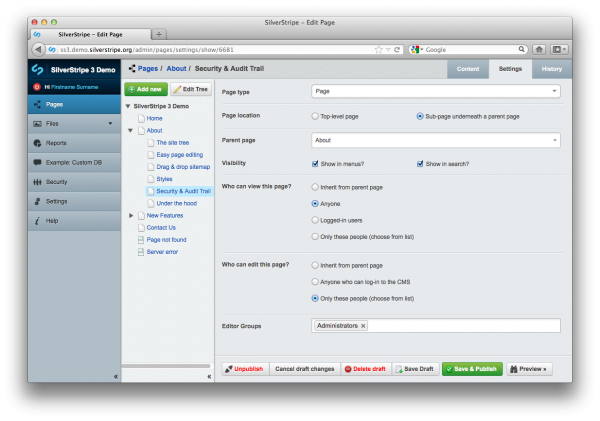 SilverStripe – Edit Page
SilverStripe – Edit Page
ss3.demo.silverstripe.org/admin/pages/settings/show/6681
Google
SilverStripe 3 Demo
Hi Firstname Surname
Pages
Files
Reports
Example: Custom DB
Security
Settings
Help
Pages / About / Security & Audit Trail
Content
Settings
History
Add new
Edit Tree
SilverStripe 3 Demo
Home
About
The site tree
Easy page editing
Drag & drop sitemap
Styles
Security & Audit Trail
Under the hood
New Features
Contact Us
Page not found
Server error
Page type
Page
Page location
Top-level page
Sub-page underneath a parent page
Parent page
About
Visibility
Show in menus?
Show in search?
Who can view this page?
Inherit from parent page
Anyone
Logged-in users
Only these people (choose from list)
Who can edit this page?
Inherit from parent page
Anyone who can log-in to the CMS
Only these people (choose from list)
Editor Groups
Administrators ×
Unpublish
Cancel draft changes
Delete draft
Save Draft
Save & Publish
Preview »
«
«